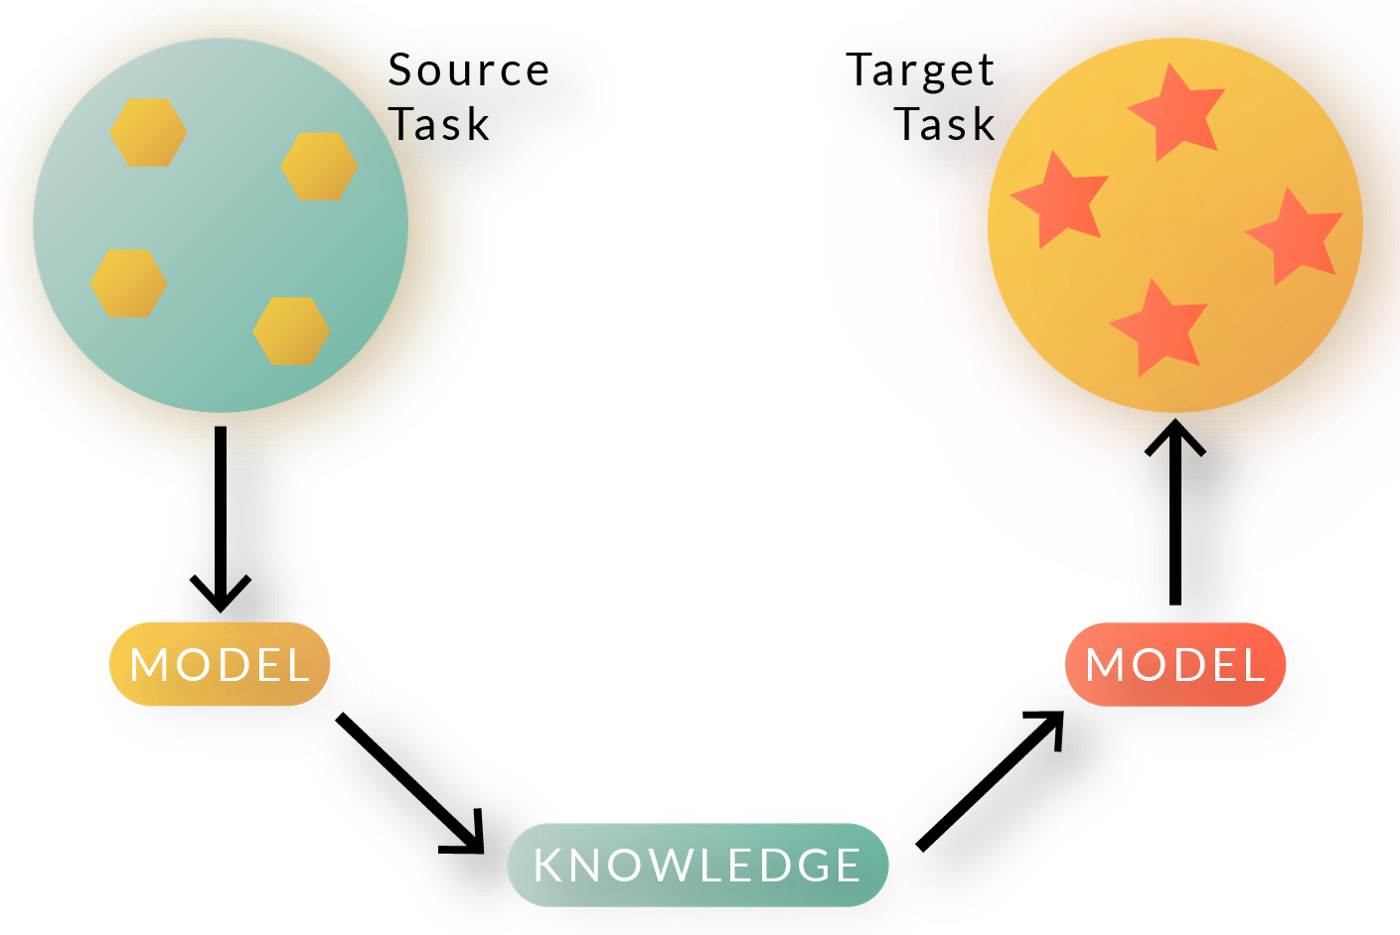 Source
Task
Target
Task
MODEL
MODEL
KNOWLEDGE